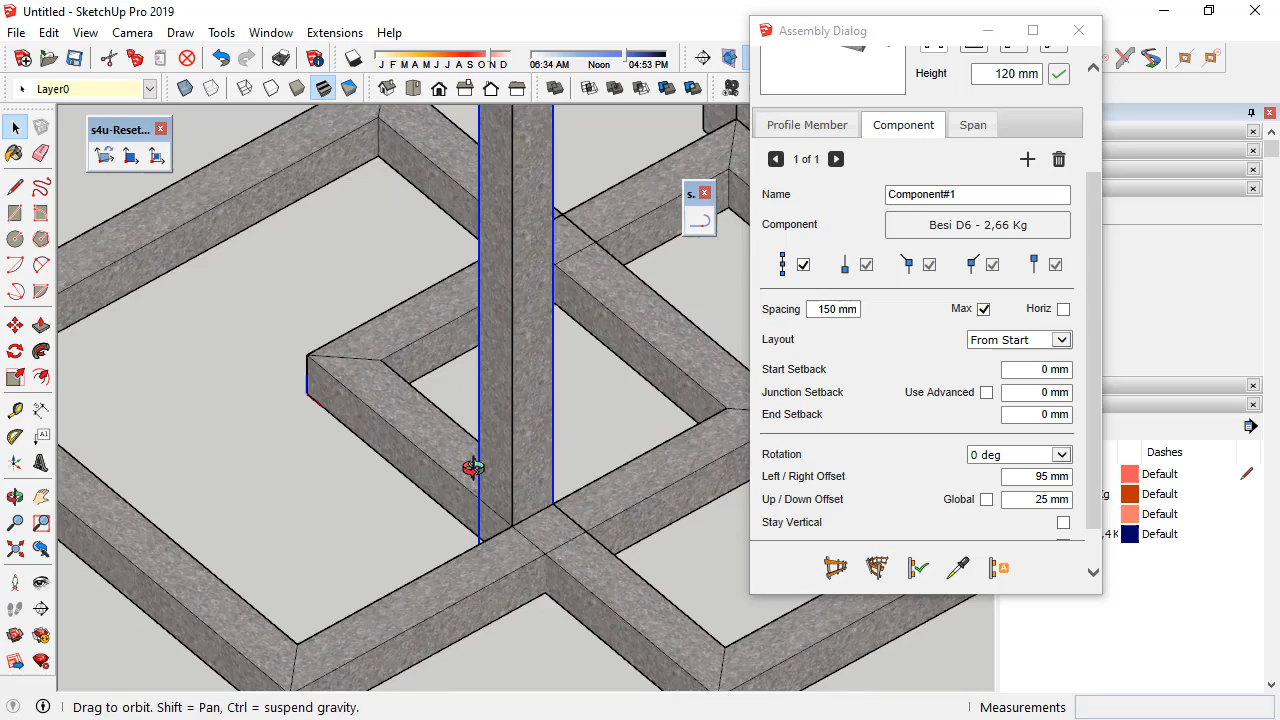 Untitled - SketchUp Pro 2019
File Edit View Camera Draw Tools Window Extensions Help
J F M A M J J A S O N D
06:34 AM Noon 04:53 PM
Layer0
s4u-Reset...
s.
Assembly Dialog
Height 120 mm
Profile Member Component Span
1 of 1
Name Component#1
Component Besi D6 - 2,66 Kg
Spacing 150 mm Max Horiz
Layout From Start
Start Setback 0 mm
Junction Setback Use Advanced 0 mm
End Setback 0 mm
Rotation 0 deg
Left / Right Offset 95 mm
Up / Down Offset Global 25 mm
Stay Vertical
Dashes
Default
Default
Default
Default
Drag to orbit. Shift = Pan, Ctrl = suspend gravity.
Measurements